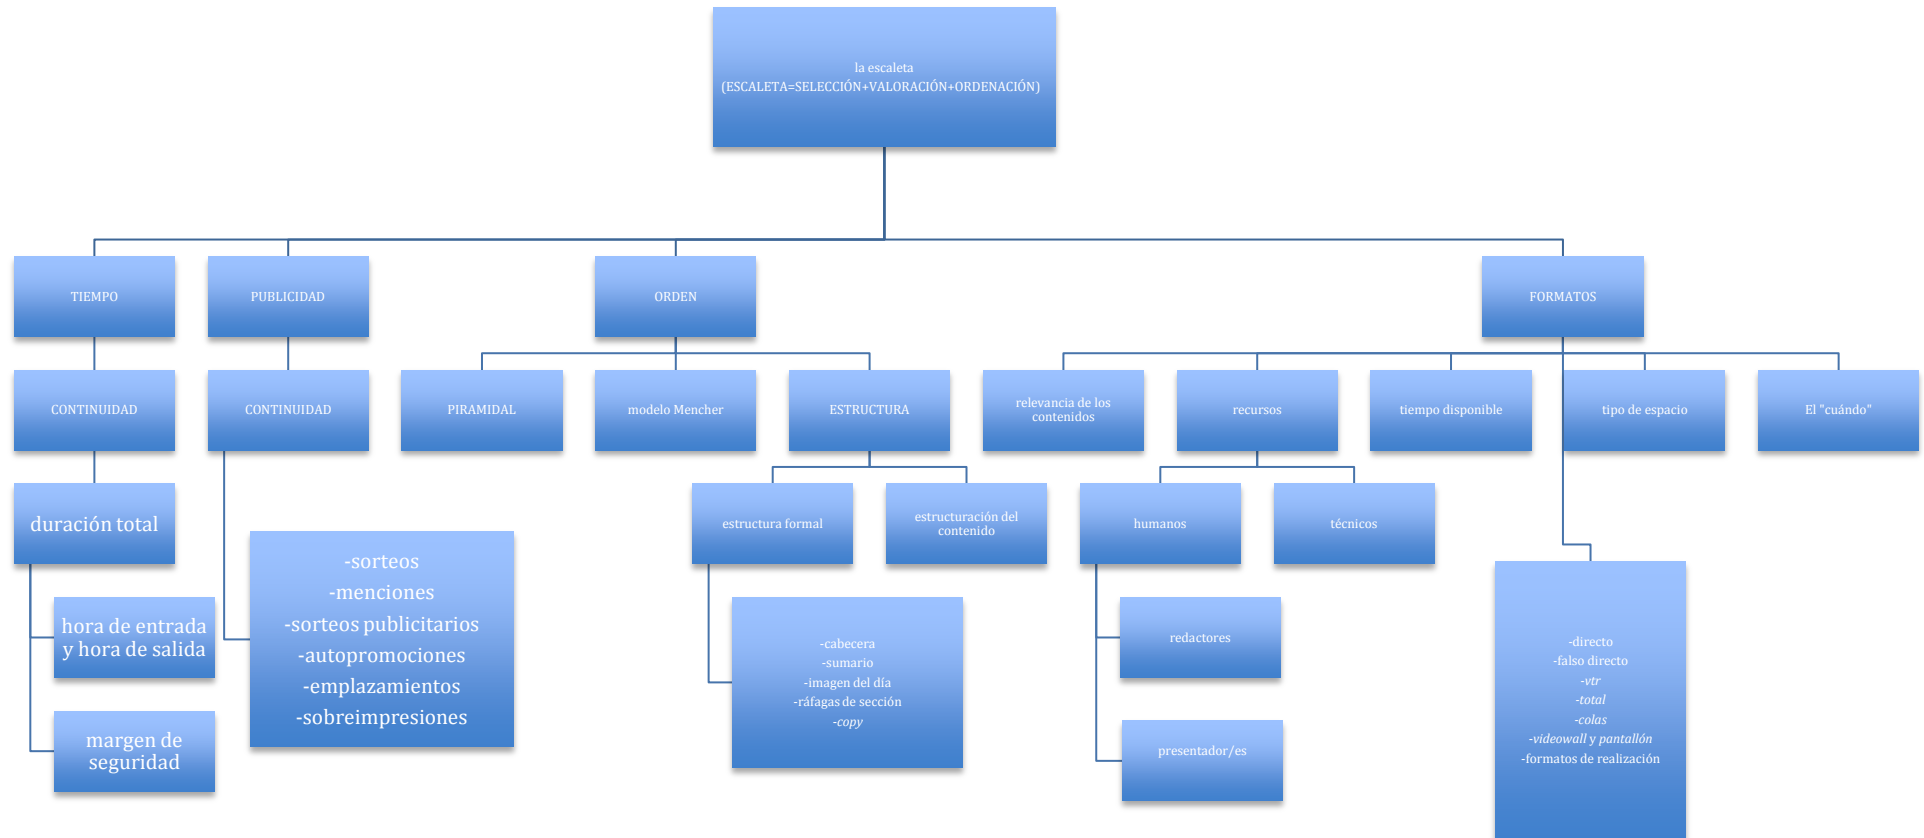 la escaleta
(ESCALETA=SELECCIÓN+VALORACIÓN+ORDENACIÓN)
TIEMPO
PUBLICIDAD
ORDEN
FORMATOS
CONTINUIDAD
CONTINUIDAD
PIRAMIDAL
modelo Mencher
ESTRUCTURA
relevancia de los
contenidos
recursos
tiempo disponible
tipo de espacio
El "cuándo"
duración total
estructura formal
estructuración del
contenido
humanos
técnicos
hora de entrada
y hora de salida
margen de
seguridad
-sorteos
-menciones
-sorteos publicitarios
-autopromociones
-emplazamientos
-sobreimpresiones
-cabecera
-sumario
-imagen del día
-ráfagas de sección
-copy
redactores
presentador/es
-directo
-falso directo
-vtr
-total
-colas
-videowall y pantallón
-formatos de realización